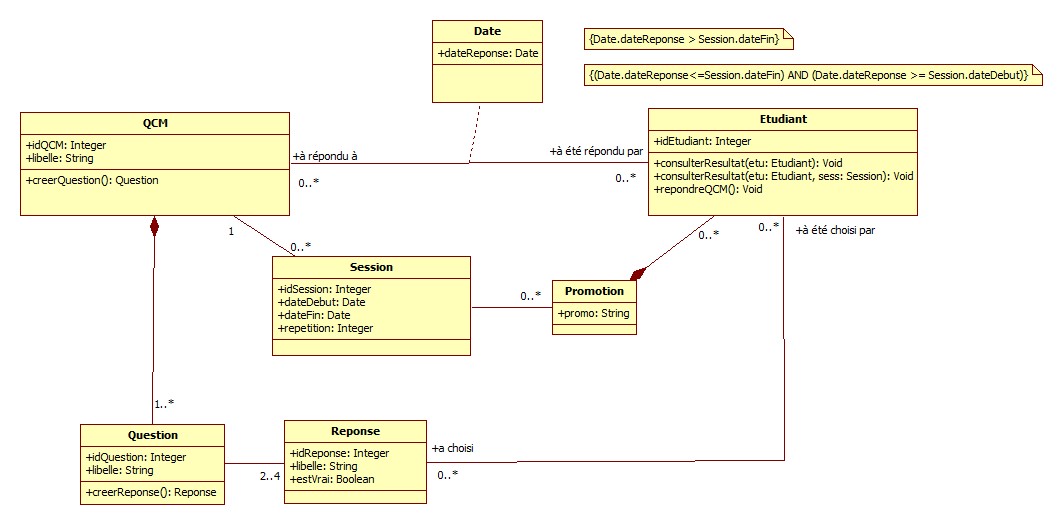 Date
+dateReponse: Date
{Date.dateReponse > Session.dateFin}
{(Date.dateReponse<=Session.dateFin) AND (Date.dateReponse >= Session.dateDebut)}
QCM
+idQCM: Integer
+libelle: String
+creerQuestion(): Question
+à répondu à
0..*
+à été répondu par
0..*
Etudiant
+idEtudiant: Integer
+consulterResultat(etu: Etudiant): Void
+consulterResultat(etu: Etudiant, sess: Session): Void
+repondreQCM(): Void
1
0..*
0..*
0..*
+à été choisi par
Session
+idSession: Integer
+dateDebut: Date
+dateFin: Date
+repetition: Integer
0..*
Promotion
+promo: String
1..*
Question
+idQuestion: Integer
+libelle: String
+creerReponse(): Reponse
2..4
Reponse
+idReponse: Integer
+libelle: String
+estVrai: Boolean
+a choisi
0..*